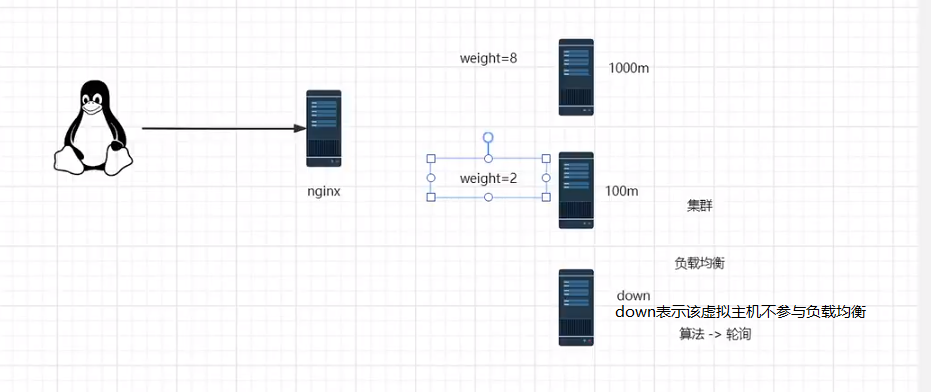 weight=8
1000m
nginx
weight=2
100m
集群
负载均衡
down
down表示该虚拟主机不参与负载均衡
算法 -> 轮询